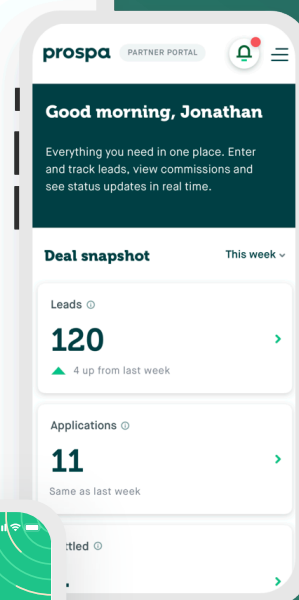 prospa PARTNER PORTAL
Good morning, Jonathan
Everything you need in one place. Enter
and track leads, view commissions and
see status updates in real time.
Deal snapshot This week
Leads
120
4 up from last week
Applications
11
Same as last week